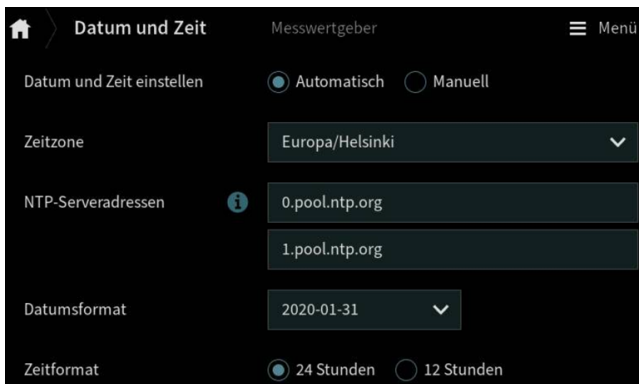 Datum und Zeit Messwertgeber Menü
Datum und Zeit einstellen Automatisch Manuell
Zeitzone Europa/Helsinki
NTP-Serveradressen i 0.pool.ntp.org
1.pool.ntp.org
Datumsformat 2020-01-31
Zeitformat 24 Stunden 12 Stunden